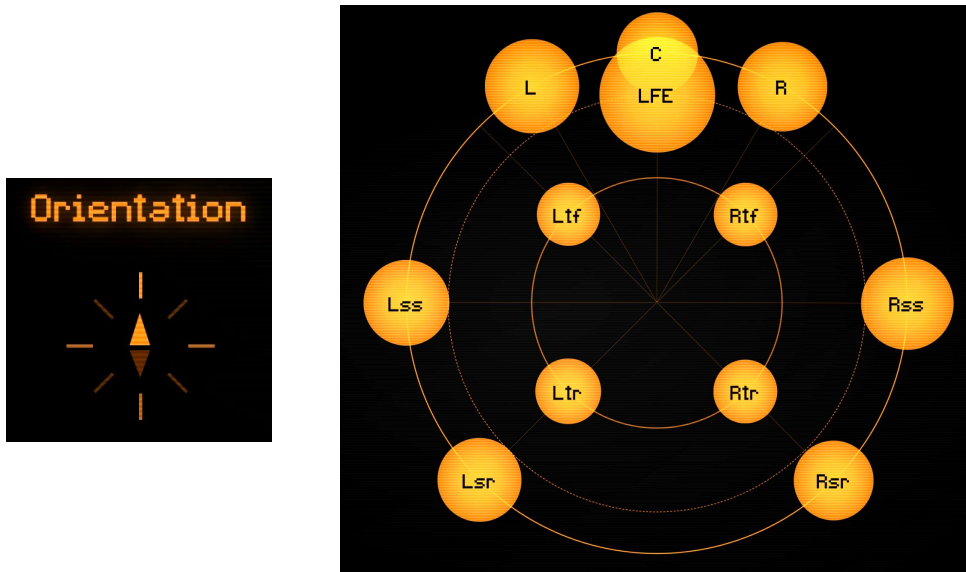 Orientation
C
L
LFE
R
Ltf
Rtf
Lss
Rss
Ltr
Rtr
Lsr
Rsr